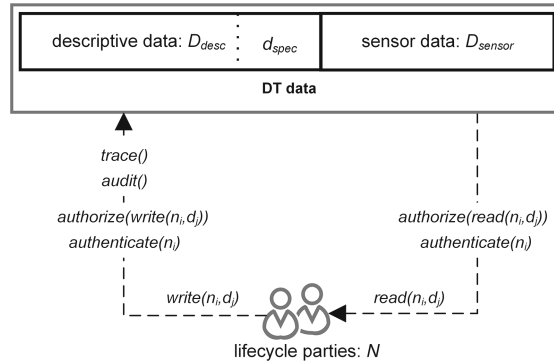 descriptive data: D_desc d_spec sensor data: D_sensor
DT data
trace()
audit()
authorize(write(n_i,d_j)) authorize(read(n_i,d_j))
authenticate(n_i) authenticate(n_i)
write(n_i,d_j) read(n_i,d_j)
lifecycle parties: N